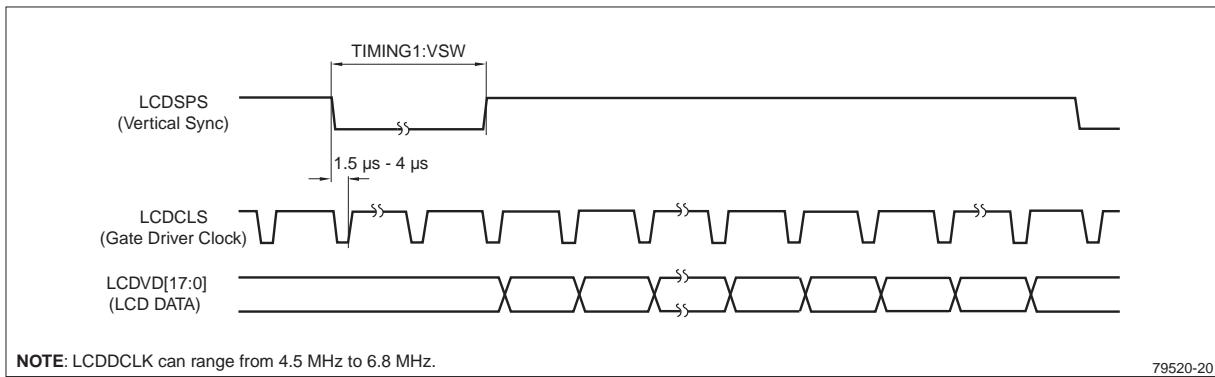 TIMING1:VSW
LCDSPS
(Vertical Sync)
1.5 µs - 4 µs
LCDCLS
(Gate Driver Clock)
LCDVD[17:0]
(LCD DATA)
NOTE: LCDDCLK can range from 4.5 MHz to 6.8 MHz.
79520-20